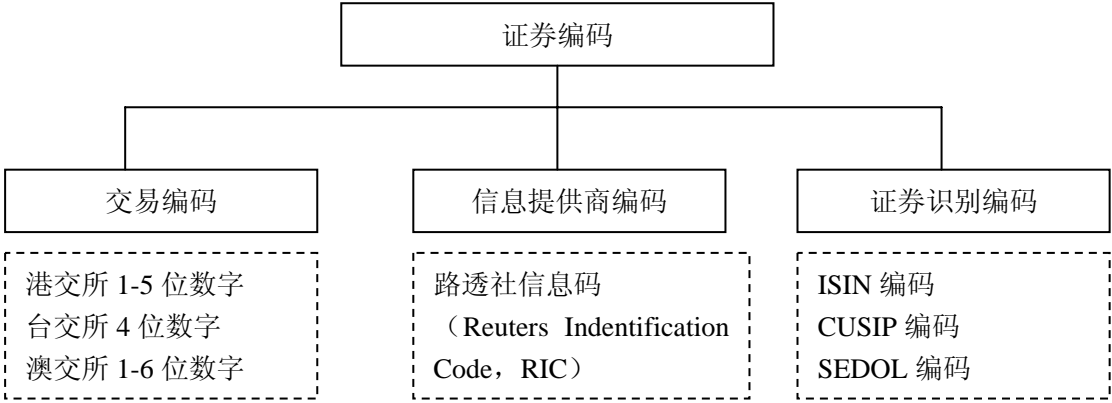 证券编码
交易编码
信息提供商编码
证券识别编码
港交所 1-5 位数字
台交所 4 位数字
澳交所 1-6 位数字
路透社信息码
（Reuters Indentification
Code，RIC）
ISIN 编码
CUSIP 编码
SEDOL 编码